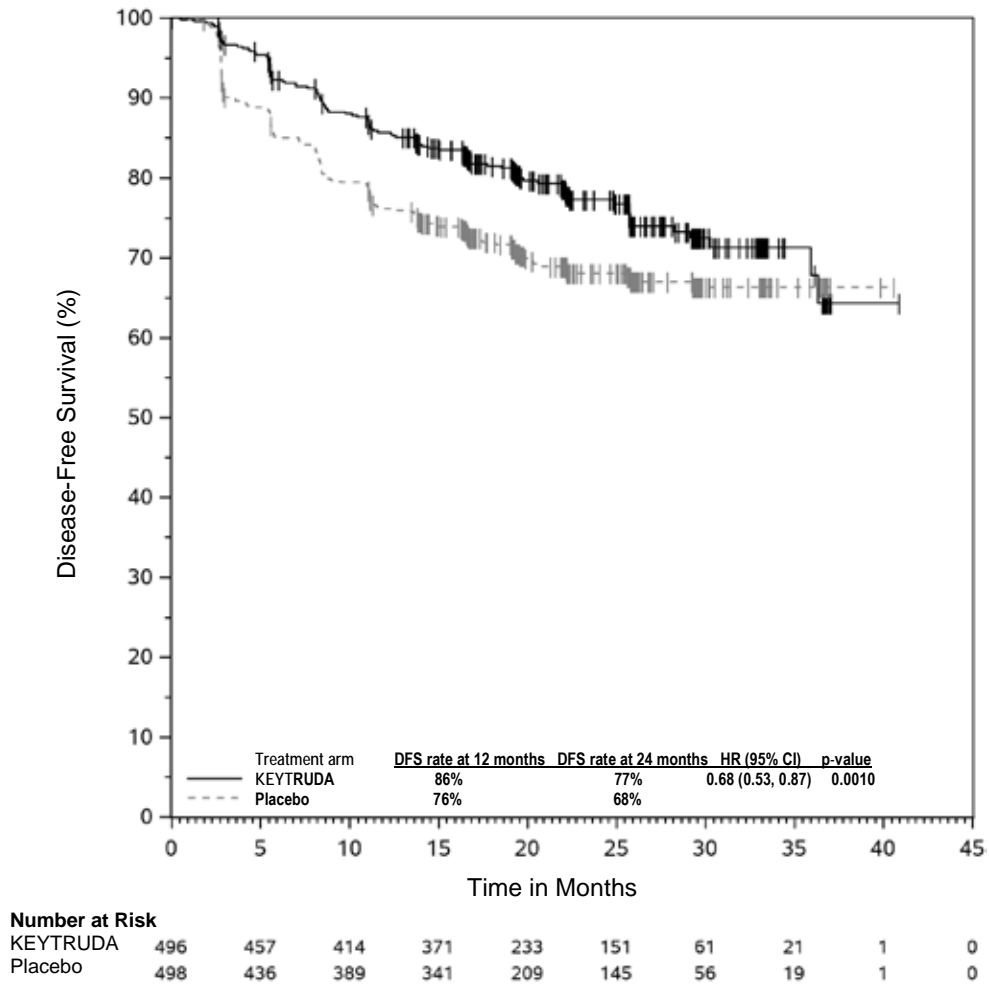 100
90
80
70
60
50
40
30
20
10
0
Disease-Free Survival (%)
Treatment arm DFS rate at 12 months DFS rate at 24 months HR (95% CI) p-value
KEYTRUDA 86% 77% 0.68 (0.53, 0.87) 0.0010
Placebo 76% 68%
0 5 10 15 20 25 30 35 40 45
Time in Months
Number at Risk
KEYTRUDA 496 457 414 371 233 151 61 21 1 0
Placebo 498 436 389 341 209 145 56 19 1 0